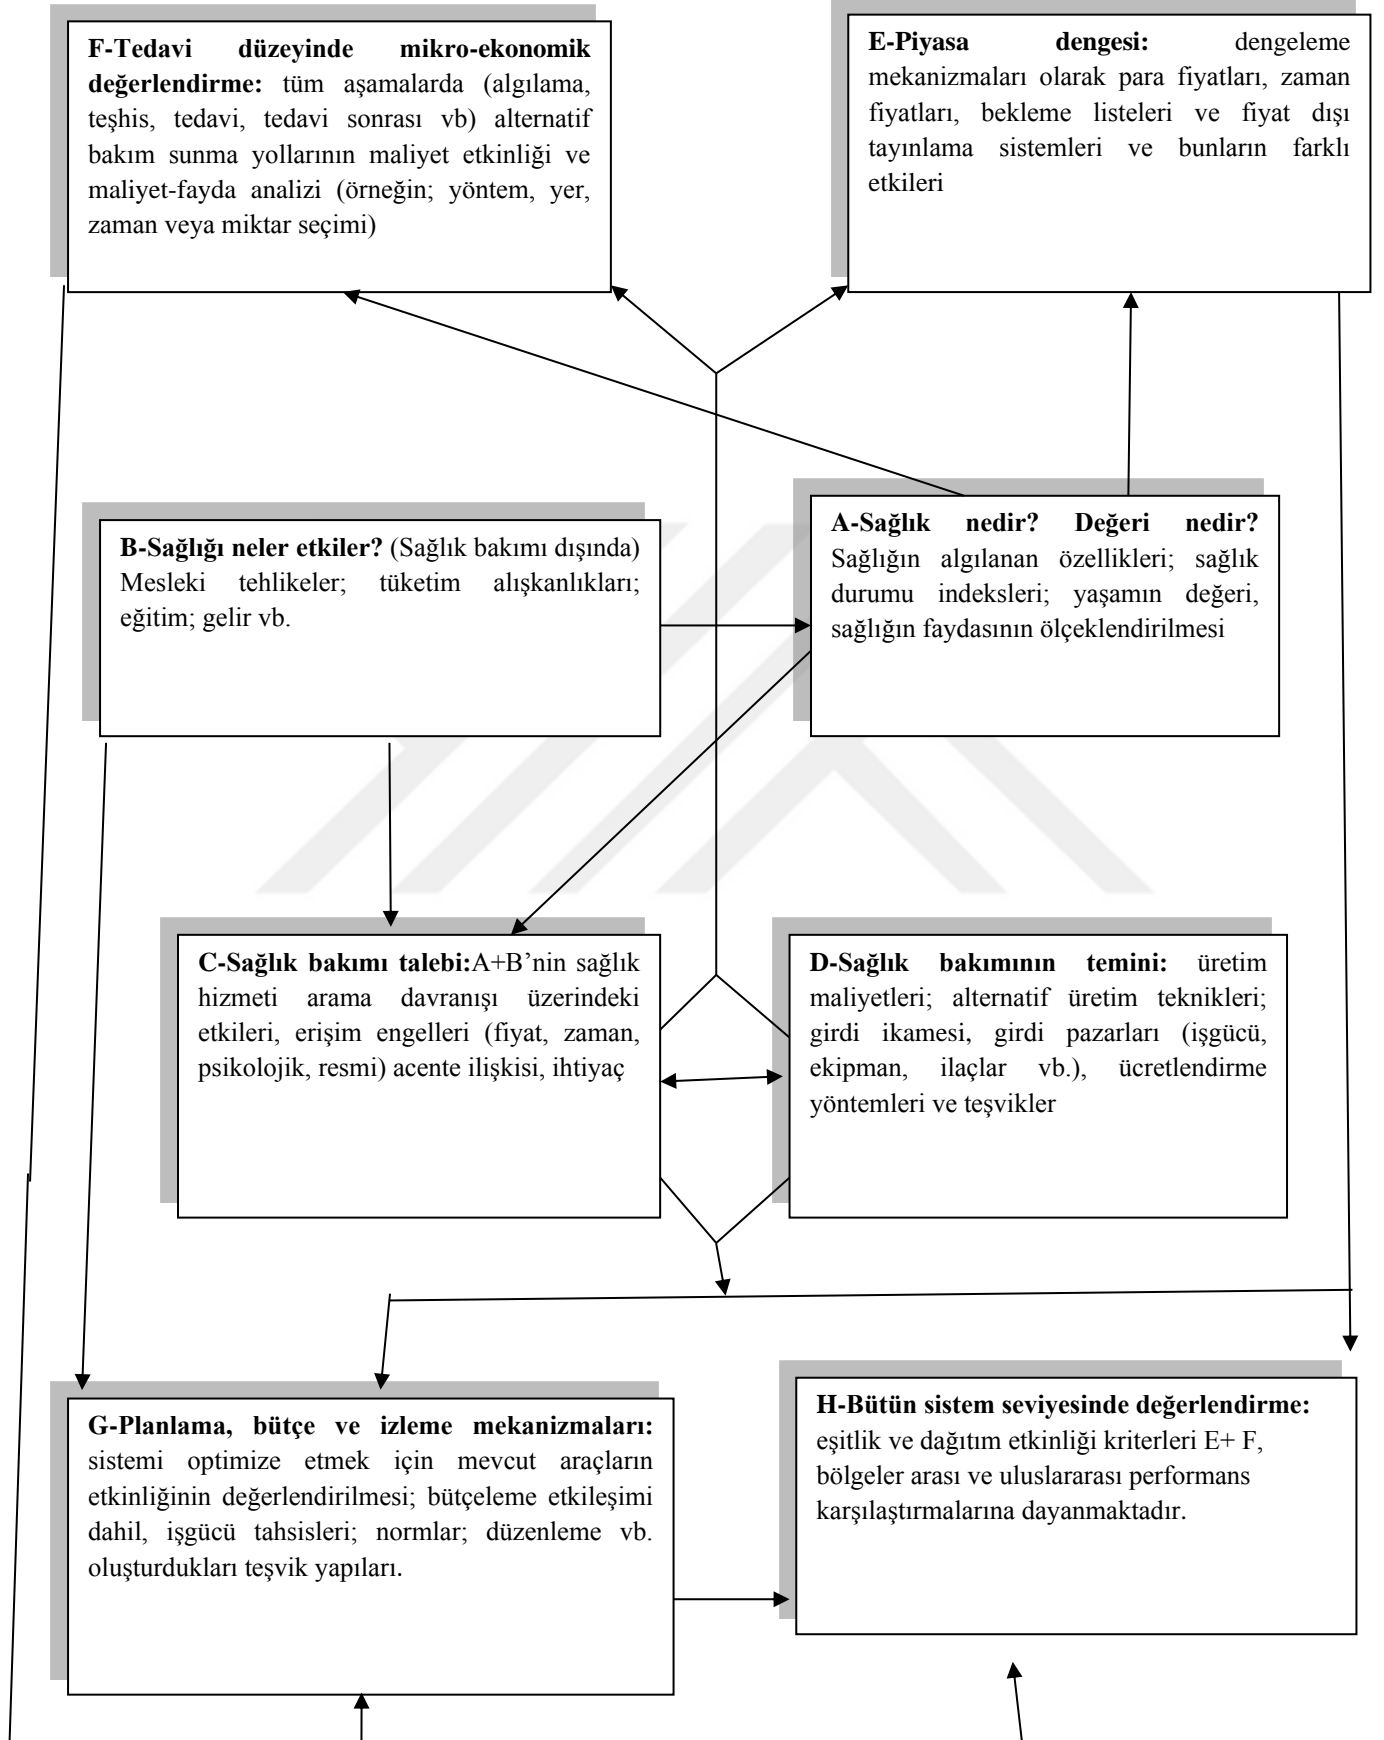 F-Tedavi düzeyinde mikro-ekonomik
değerlendirme: tüm aşamalarda (algılama,
teşhis, tedavi, tedavi sonrası vb) alternatif
bakım sunma yollarının maliyet etkinliği ve
maliyet-fayda analizi (örneğin; yöntem, yer,
zaman veya miktar seçimi)
E-Piyasa dengesi: dengeleme
mekanizmaları olarak para fiyatları, zaman
fiyatları, bekleme listeleri ve fiyat dışı
tayınlama sistemleri ve bunların farklı
etkileri
B-Sağlığı neler etkiler? (Sağlık bakımı dışında)
Mesleki tehlikeler; tüketim alışkanlıkları;
eğitim; gelir vb.
A-Sağlık nedir? Değeri nedir?
Sağlığın algılanan özellikleri; sağlık
durumu indeksleri; yaşamın değeri,
sağlığın faydasının ölçeklendirilmesi
C-Sağlık bakımı talebi:A+B’nin sağlık
hizmeti arama davranışı üzerindeki
etkileri, erişim engelleri (fiyat, zaman,
psikolojik, resmi) acente ilişkisi, ihtiyaç
D-Sağlık bakımının temini: üretim
maliyetleri; alternatif üretim teknikleri;
girdi ikamesi, girdi pazarları (işgücü,
ekipman, ilaçlar vb.), ücretlendirme
yöntemleri ve teşvikler
G-Planlama, bütçe ve izleme mekanizmaları:
sistemi optimize etmek için mevcut araçların
etkinliğinin değerlendirilmesi; bütçeleme etkileşimi
dahil, işgücü tahsisleri; normlar; düzenleme vb.
oluşturdukları teşvik yapıları.
H-Bütün sistem seviyesinde değerlendirme:
eşitlik ve dağıtım etkinliği kriterleri E+ F,
bölgeler arası ve uluslararası performans
karşılaştırmalarına dayanmaktadır.